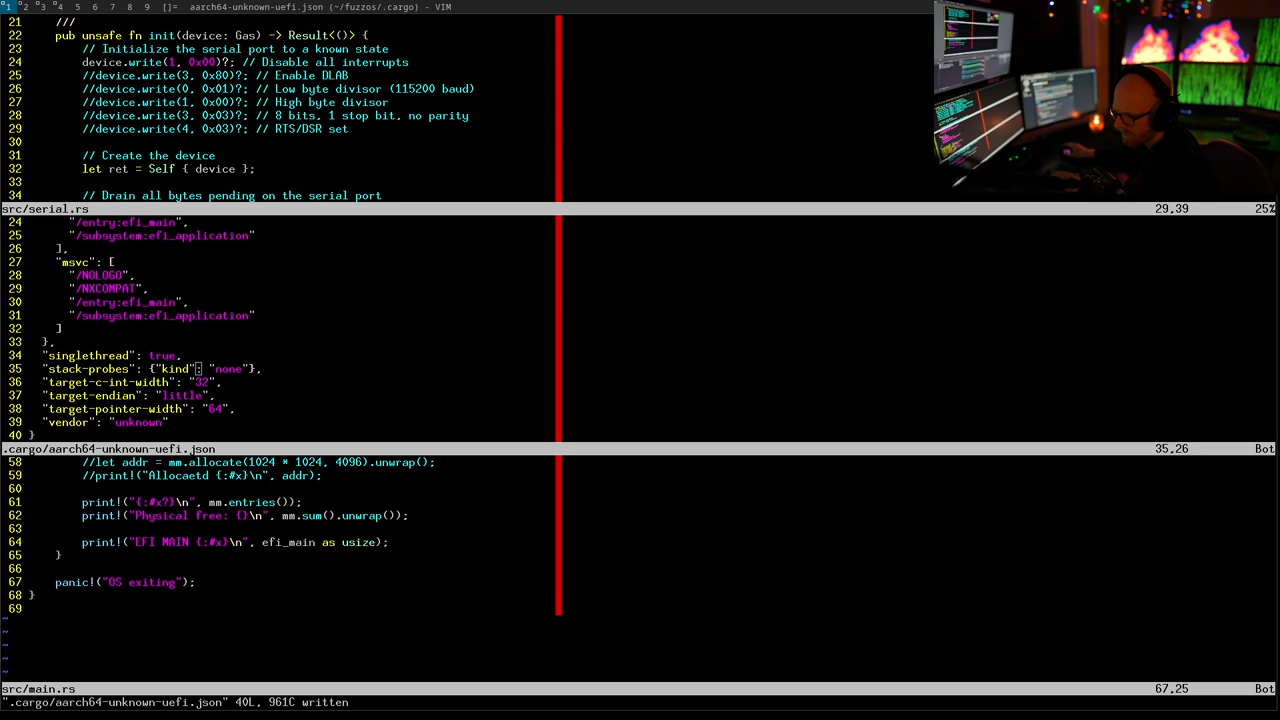 1 2 3 4 5 6 7 8 9 []= aarch64-unknown-uefi.json (~/fuzzos/.cargo) - VIM
21 ///
22 pub unsafe fn init(device: Gas) -> Result<()> {
23 // Initialize the serial port to a known state
24 device.write(1, 0x00)?; // Disable all interrupts
25 //device.write(3, 0x80)?; // Enable DLAB
26 //device.write(0, 0x01)?; // Low byte divisor (115200 baud)
27 //device.write(1, 0x00)?; // High byte divisor
28 //device.write(3, 0x03)?; // 8 bits, 1 stop bit, no parity
29 //device.write(4, 0x03)?; // RTS/DSR set
30
31 // Create the device
32 let ret = Self { device };
33
34 // Drain all bytes pending on the serial port
src/serial.rs 29,39 25%
24 "/entry:efi_main",
25 "/subsystem:efi_application"
26 ],
27 "msvc": [
28 "/NOLOGO",
29 "/NXCOMPAT",
30 "/entry:efi_main",
31 "/subsystem:efi_application"
32 ]
33 },
34 "singlethread": true,
35 "stack-probes": {"kind": "none"},
36 "target-c-int-width": "32",
37 "target-endian": "little",
38 "target-pointer-width": "64",
39 "vendor": "unknown"
40 }
.cargo/aarch64-unknown-uefi.json 35,26 Bot
58 //let addr = mm.allocate(1024 * 1024, 4096).unwrap();
59 //print!("Allocaetd {:#x}\n", addr);
60
61 print!("{:#x?}\n", mm.entries());
62 print!("Physical free: {}\n", mm.sum().unwrap());
63
64 print!("EFI MAIN {:#x}\n", efi_main as usize);
65 }
66
67 panic!("OS exiting");
68 }
69
~
~
~
~
~
src/main.rs 67,25 Bot
".cargo/aarch64-unknown-uefi.json" 40L, 961C written